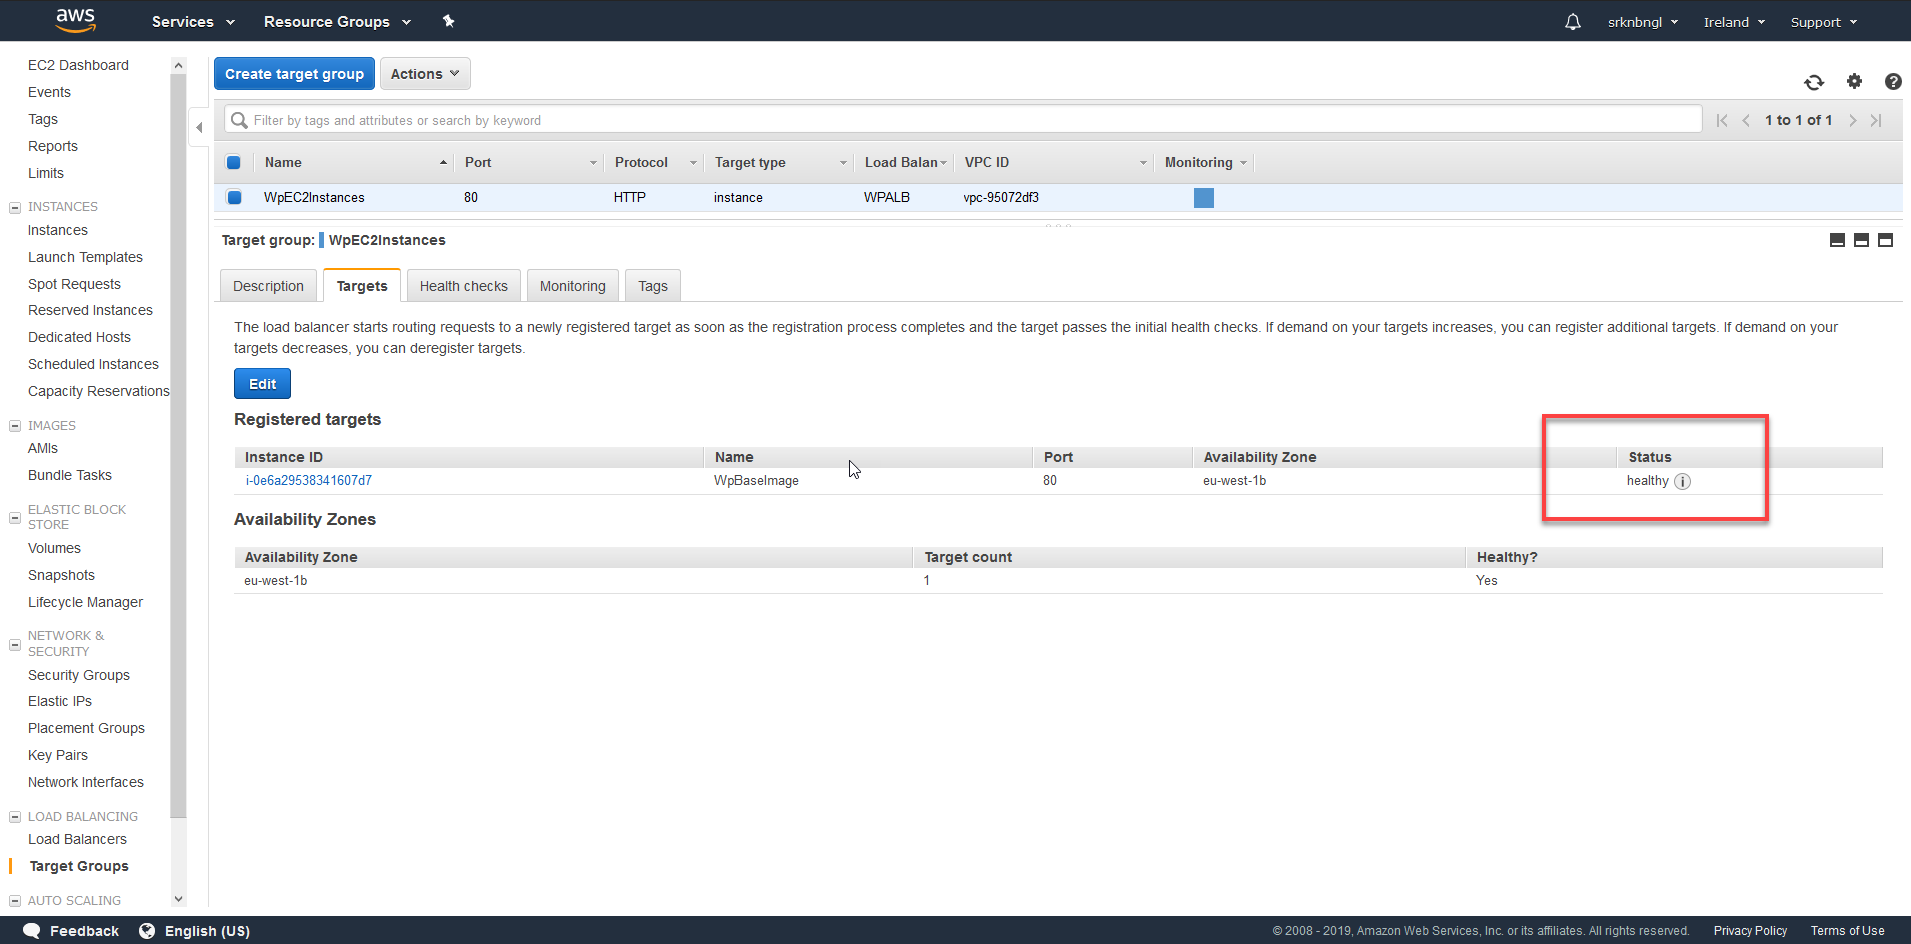 aws Services Resource Groups srknbngl Ireland Support
EC2 Dashboard
Events
Tags
Reports
Limits
INSTANCES
Instances
Launch Templates
Spot Requests
Reserved Instances
Dedicated Hosts
Scheduled Instances
Capacity Reservations
IMAGES
AMIs
Bundle Tasks
ELASTIC BLOCK
STORE
Volumes
Snapshots
Lifecycle Manager
NETWORK &
SECURITY
Security Groups
Elastic IPs
Placement Groups
Key Pairs
Network Interfaces
LOAD BALANCING
Load Balancers
Target Groups
AUTO SCALING
Create target group Actions
Filter by tags and attributes or search by keyword 1 to 1 of 1
Name Port Protocol Target type Load Balan VPC ID Monitoring
WpEC2Instances 80 HTTP instance WPALB vpc-95072df3
Target group: WpEC2Instances
Description Targets Health checks Monitoring Tags
The load balancer starts routing requests to a newly registered target as soon as the registration process completes and the target passes the initial health checks. If demand on your targets increases, you can register additional targets. If demand on your
targets decreases, you can deregister targets.
Edit
Registered targets
Instance ID Name Port Availability Zone Status
i-0e6a29538341607d7 WpBaseImage 80 eu-west-1b healthy
Availability Zones
Availability Zone Target count Healthy?
eu-west-1b 1 Yes
Feedback English (US) © 2008 - 2019, Amazon Web Services, Inc. or its affiliates. All rights reserved. Privacy Policy Terms of Use